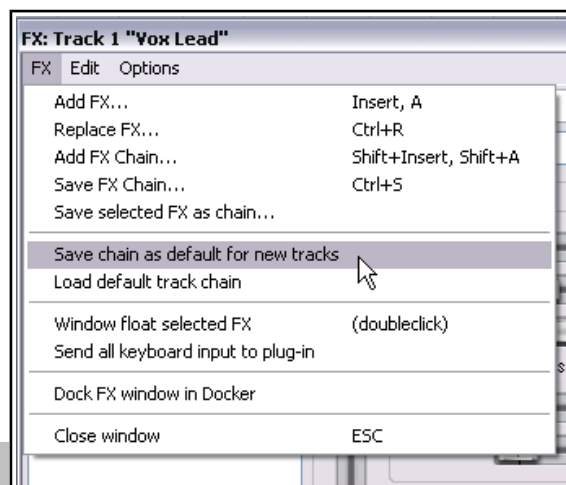 FX: Track 1 "Vox Lead"
FX Edit Options
Add FX... Insert, A
Replace FX... Ctrl+R
Add FX Chain... Shift+Insert, Shift+A
Save FX Chain... Ctrl+S
Save selected FX as chain...
Save chain as default for new tracks
Load default track chain
Window float selected FX (doubleclick)
Send all keyboard input to plug-in
Dock FX window in Docker
Close window ESC